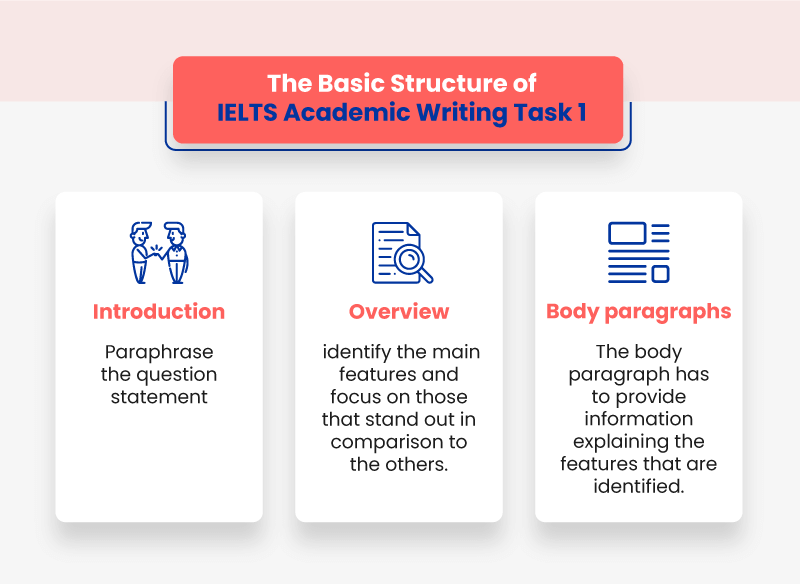 The Basic Structure of
IELTS Academic Writing Task 1
Introduction
Paraphrase
the question
statement
Overview
identify the main
features and
focus on those
that stand out in
comparison to
the others.
Body paragraphs
The body
paragraph has
to provide
information
explaining the
features that are
identified.